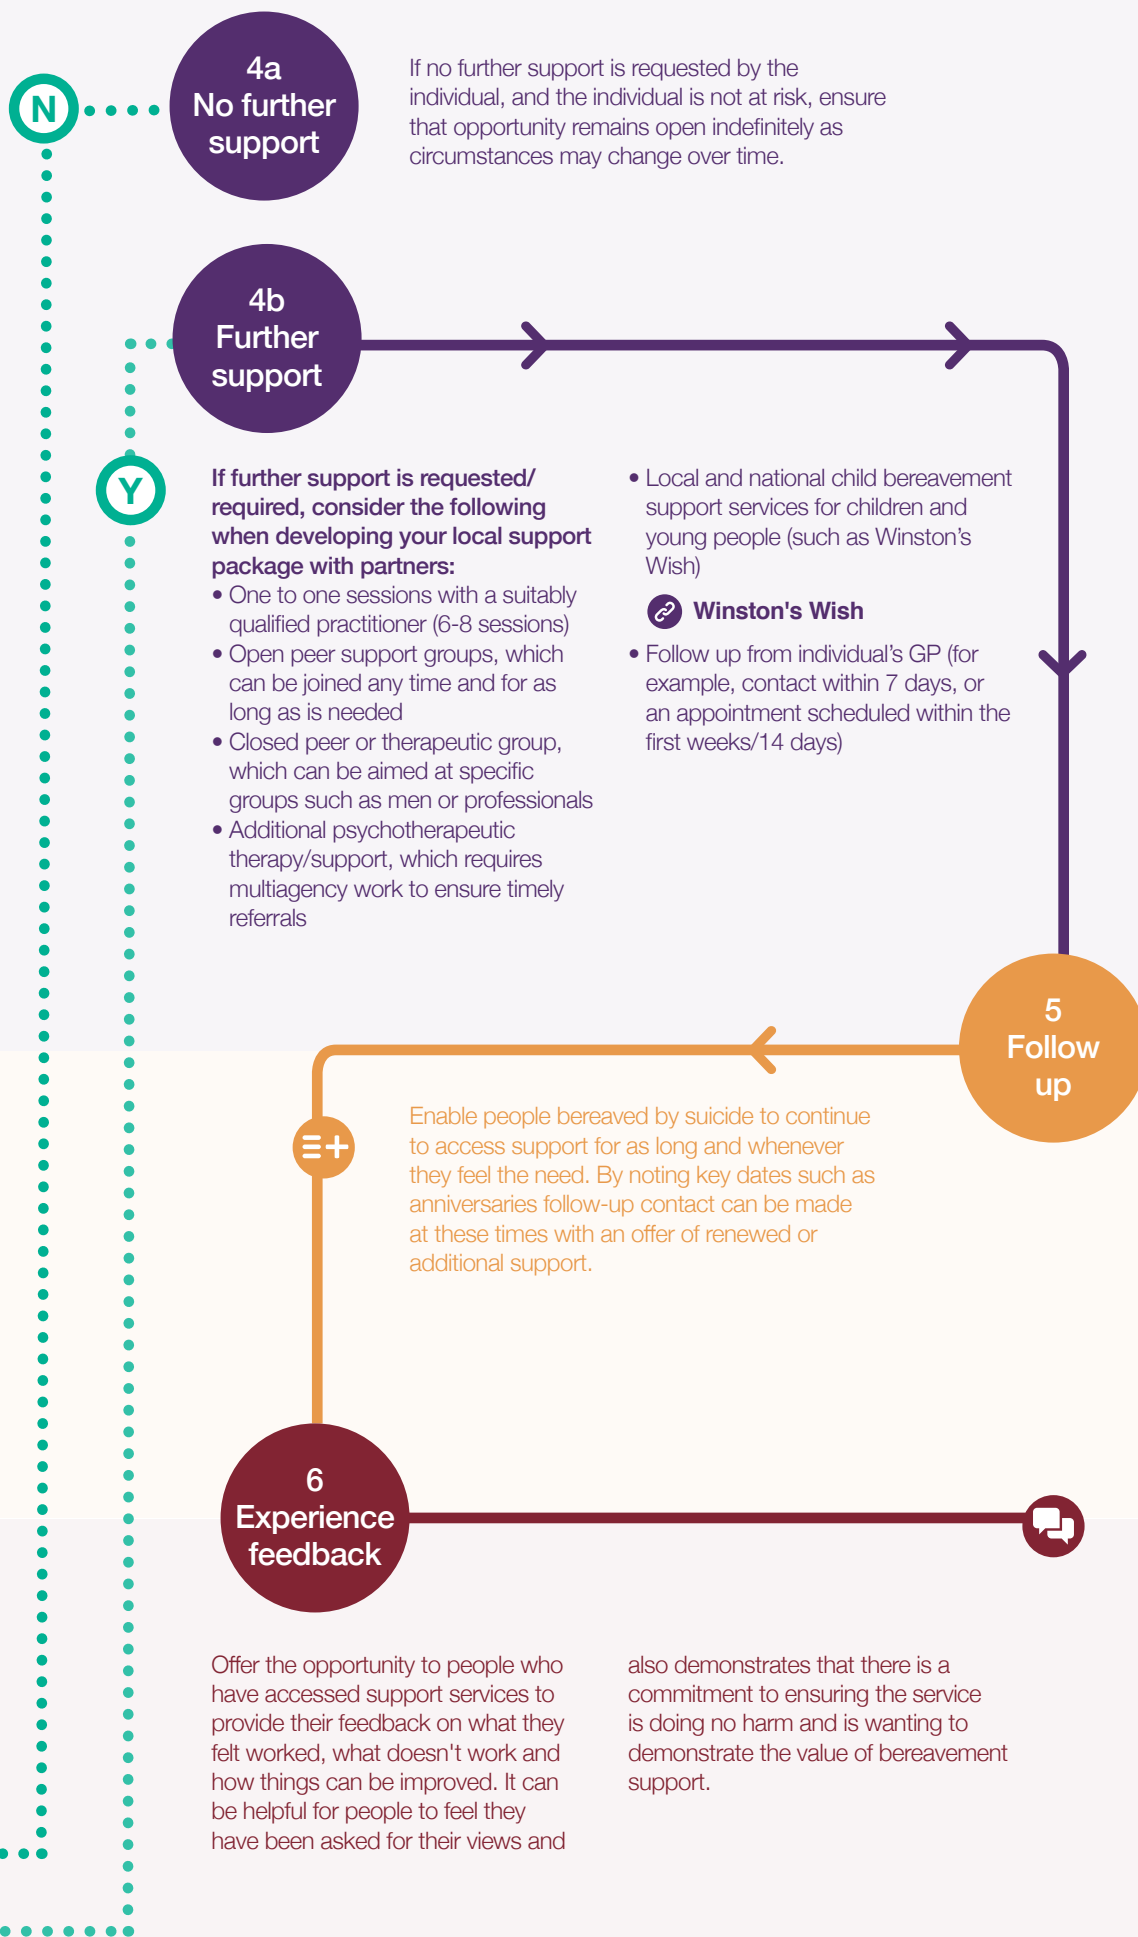 N
4a
No further
support
If no further support is requested by the
individual, and the individual is not at risk, ensure
that opportunity remains open indefinitely as
circumstances may change over time.
4b
Further
support
Y
If further support is requested/
required, consider the following
when developing your local support
package with partners:
• One to one sessions with a suitably
qualified practitioner (6-8 sessions)
• Open peer support groups, which
can be joined any time and for as
long as is needed
• Closed peer or therapeutic group,
which can be aimed at specific
groups such as men or professionals
• Additional psychotherapeutic
therapy/support, which requires
multiagency work to ensure timely
referrals
• Local and national child bereavement
support services for children and
young people (such as Winston’s
Wish)
Winston's Wish
• Follow up from individual’s GP (for
example, contact within 7 days, or
an appointment scheduled within the
first weeks/14 days)
5
Follow
up
Enable people bereaved by suicide to continue
to access support for as long and whenever
they feel the need. By noting key dates such as
anniversaries follow-up contact can be made
at these times with an offer of renewed or
additional support.
6
Experience
feedback
Offer the opportunity to people who
have accessed support services to
provide their feedback on what they
felt worked, what doesn't work and
how things can be improved. It can
be helpful for people to feel they
have been asked for their views and
also demonstrates that there is a
commitment to ensuring the service
is doing no harm and is wanting to
demonstrate the value of bereavement
support.